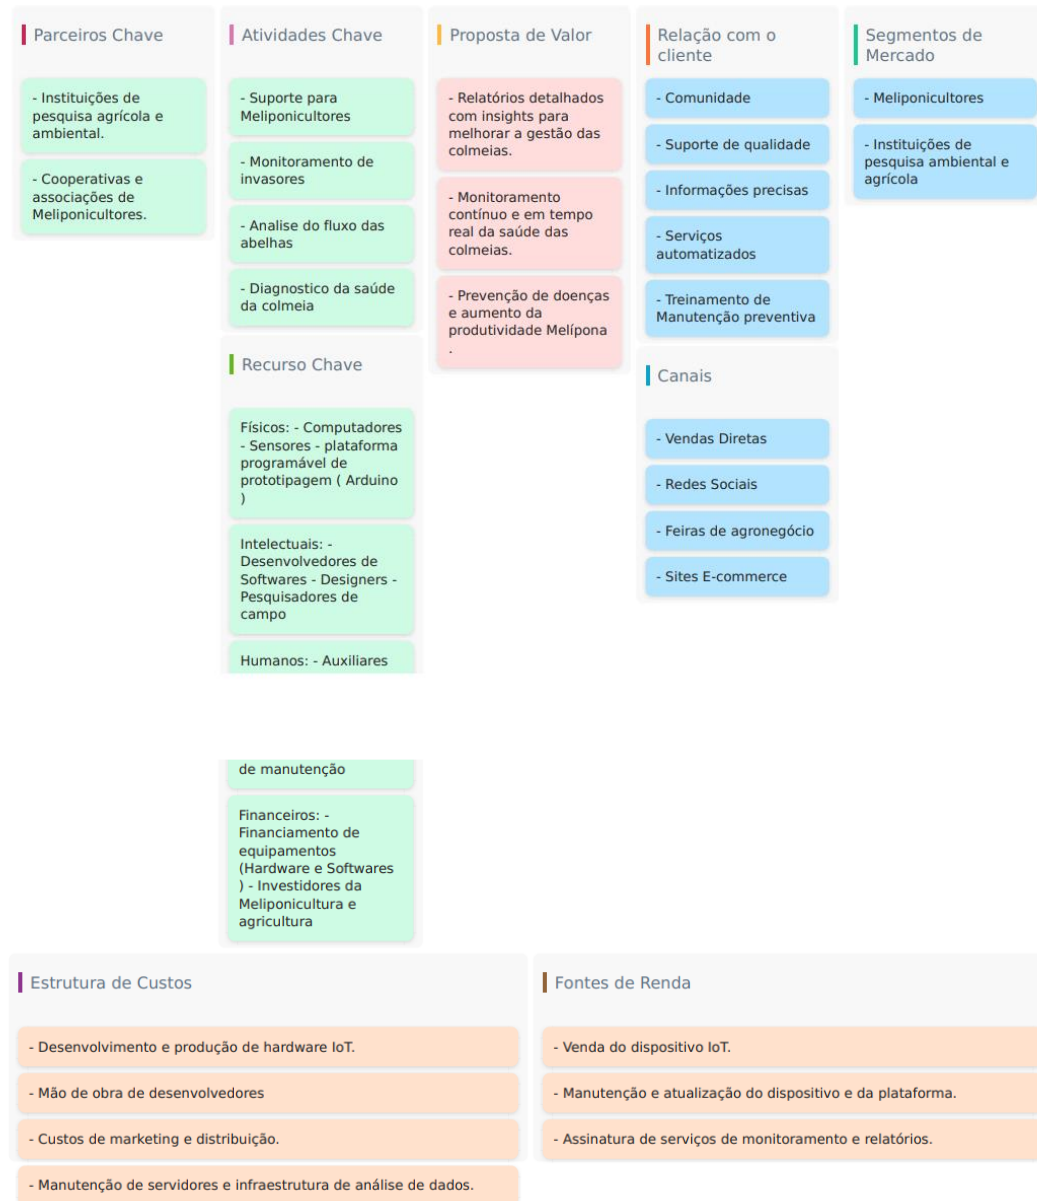 Parceiros Chave
- Instituições de
pesquisa agrícola e
ambiental.
- Cooperativas e
associações de
Meliponicultores.
Atividades Chave
- Suporte para
Meliponicultores
- Monitoramento de
invasores
- Analise do fluxo das
abelhas
- Diagnostico da saúde
da colmeia
Recurso Chave
Físicos: - Computadores
- Sensores - plataforma
programável de
prototipagem ( Arduino
)
Intelectuais: -
Desenvolvedores de
Softwares - Designers -
Pesquisadores de
campo
Humanos: - Auxiliares
de manutenção
Financeiros: -
Financiamento de
equipamentos
(Hardware e Softwares
) - Investidores da
Meliponicultura e
agricultura
Proposta de Valor
- Relatórios detalhados
com insights para
melhorar a gestão das
colmeias.
- Monitoramento
contínuo e em tempo
real da saúde das
colmeias.
- Prevenção de doenças
e aumento da
produtividade Melípona
.
Relação com o
cliente
- Comunidade
- Suporte de qualidade
- Informações precisas
- Serviços
automatizados
- Treinamento de
Manutenção preventiva
Canais
- Vendas Diretas
- Redes Sociais
- Feiras de agronegócio
- Sites E-commerce
Segmentos de
Mercado
- Meliponicultores
- Instituições de
pesquisa ambiental e
agrícola
Estrutura de Custos
- Desenvolvimento e produção de hardware IoT.
- Mão de obra de desenvolvedores
- Custos de marketing e distribuição.
- Manutenção de servidores e infraestrutura de análise de dados.
Fontes de Renda
- Venda do dispositivo IoT.
- Manutenção e atualização do dispositivo e da plataforma.
- Assinatura de serviços de monitoramento e relatórios.